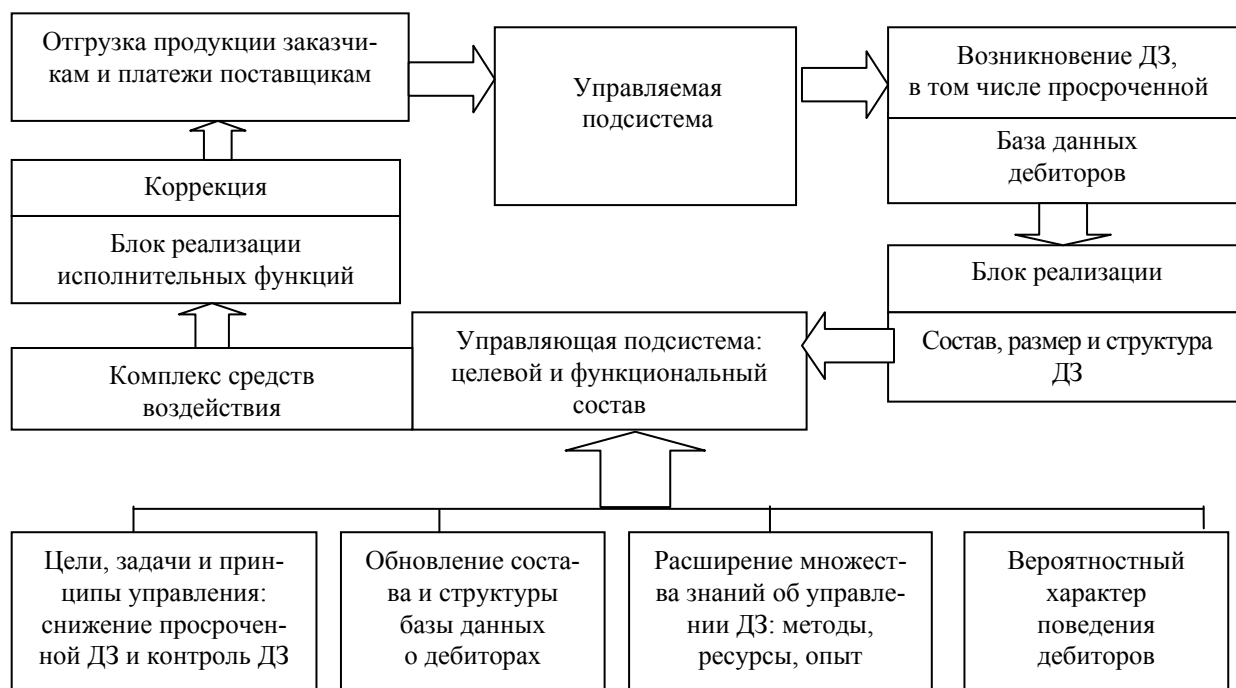 Отгрузка продукции заказчи-
кам и платежи поставщикам
Управляемая
подсистема
Возникновение ДЗ,
в том числе просроченной
База данных
дебиторов
Коррекция
Блок реализации
исполнительных функций
Блок реализации
Состав, размер и структура
ДЗ
Управляющая подсистема:
целевой и функциональный
состав
Комплекс средств
воздействия
Цели, задачи и прин-
ципы управления:
снижение просрочен-
ной ДЗ и контроль ДЗ
Обновление соста-
ва и структуры
базы данных
о дебиторах
Расширение множест-
ва знаний об управле-
нии ДЗ: методы,
ресурсы, опыт
Вероятностный
характер
поведения
дебиторов